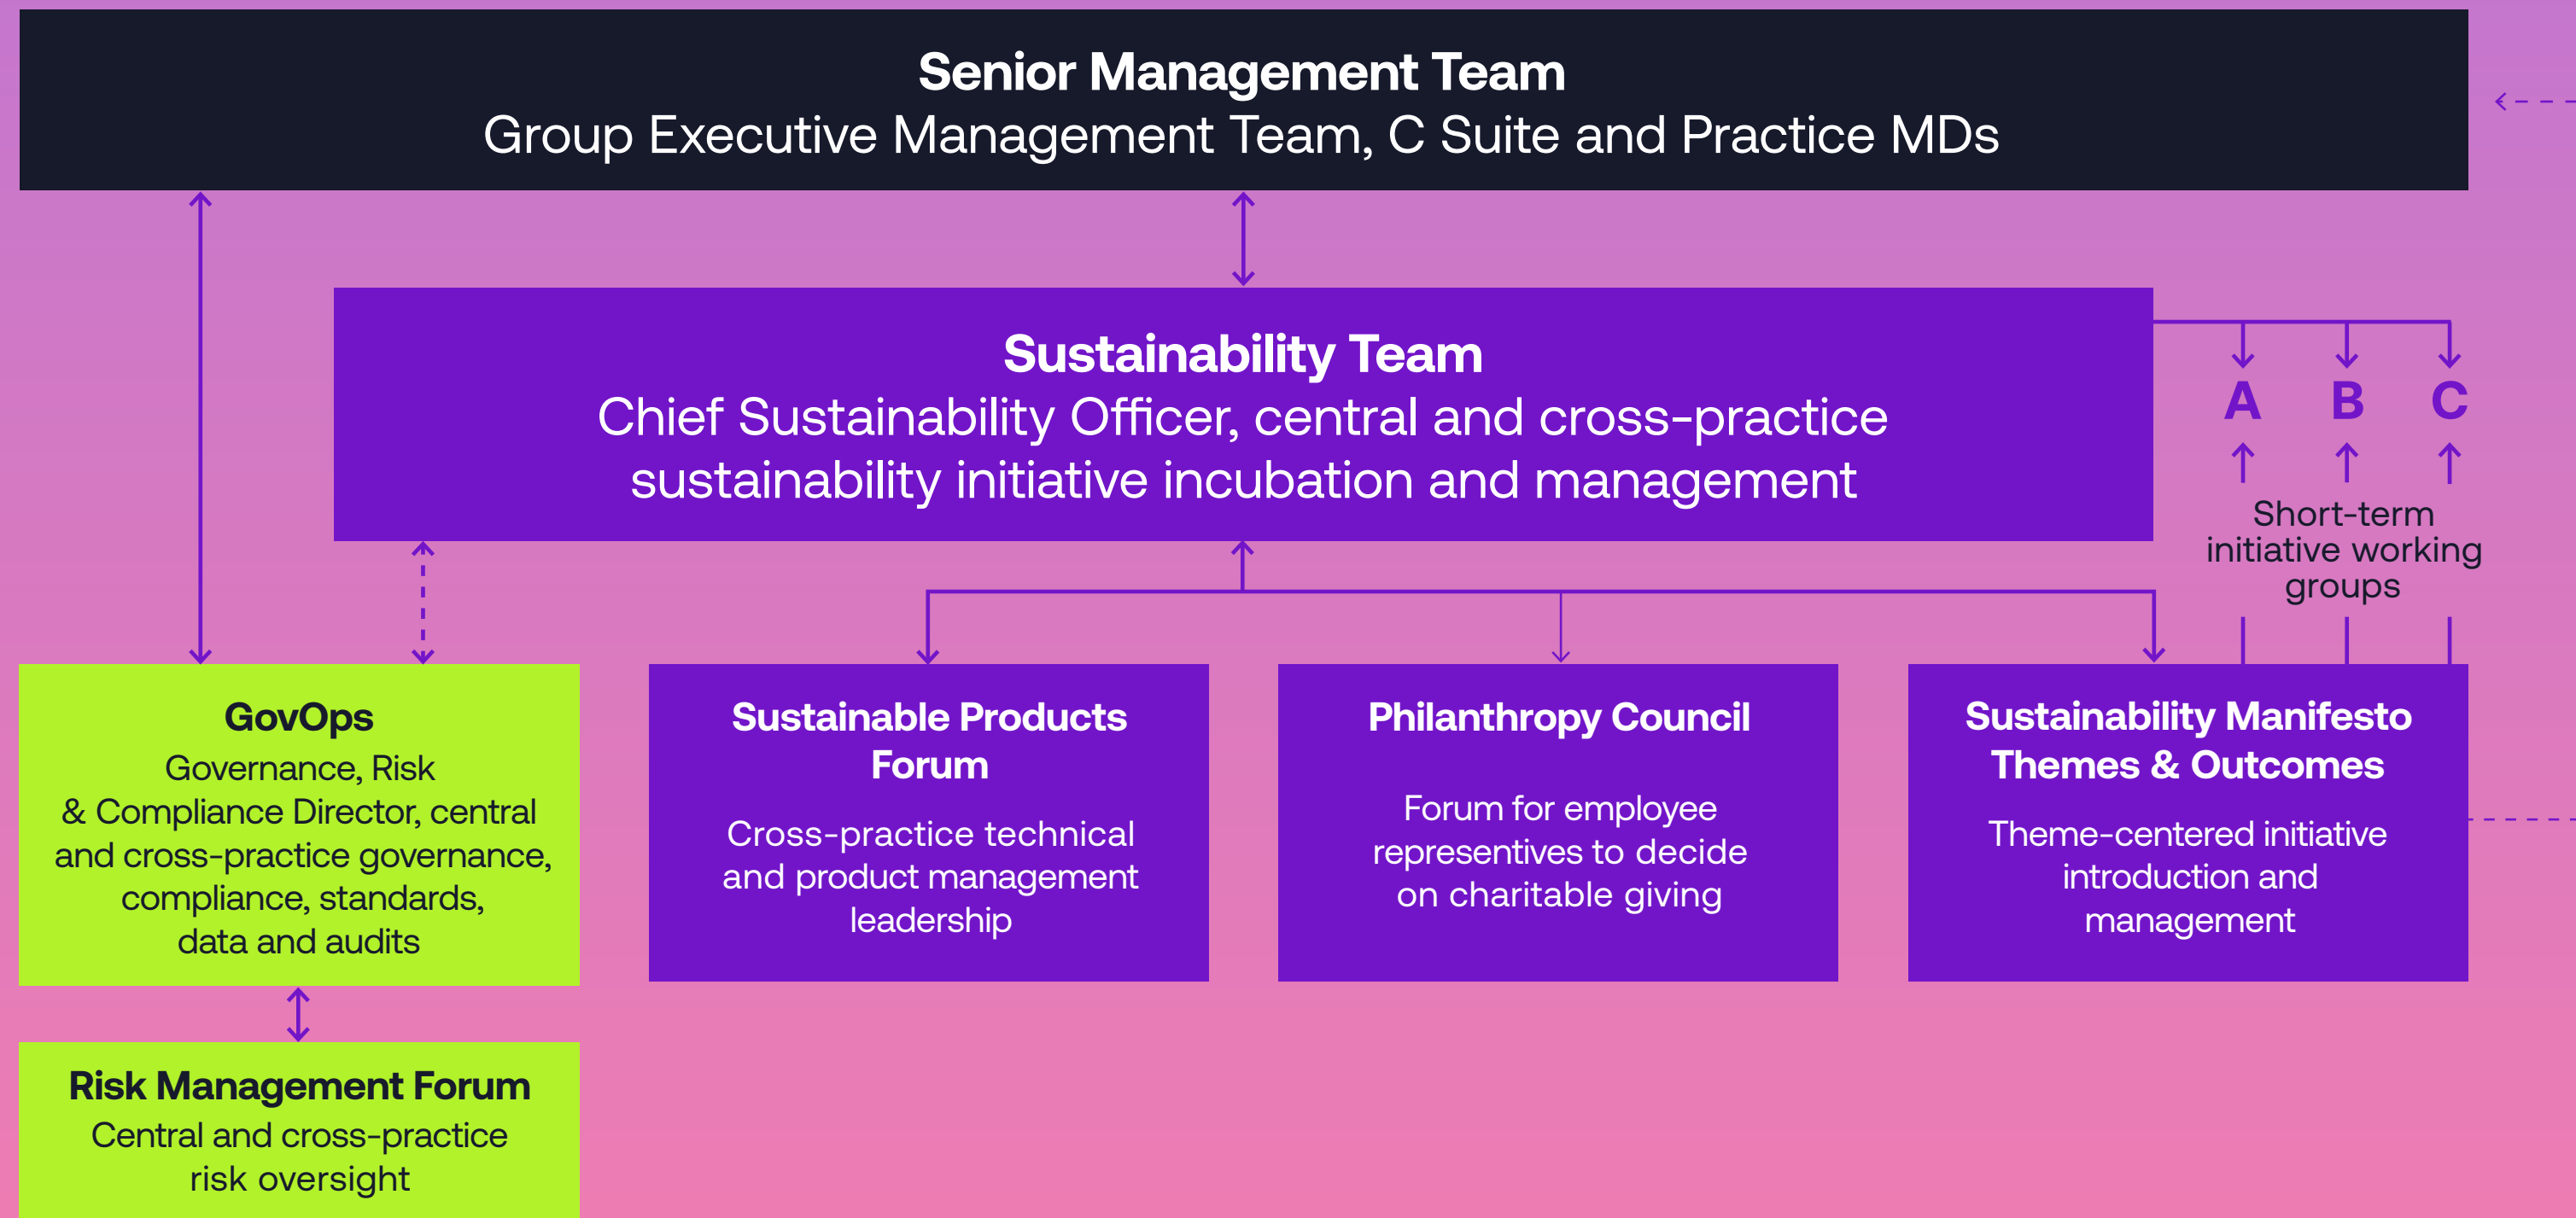 Senior Management Team
Group Executive Management Team, C Suite and Practice MDs
Sustainability Team
Chief Sustainability Officer, central and cross-practice
sustainability initiative incubation and management
A B C
Short-term
initiative working
groups
GovOps
Governance, Risk
& Compliance Director, central
and cross-practice governance,
compliance, standards,
data and audits
Sustainable Products
Forum
Cross-practice technical
and product management
leadership
Philanthropy Council
Forum for employee
representives to decide
on charitable giving
Sustainability Manifesto
Themes & Outcomes
Theme-centered initiative
introduction and
management
Risk Management Forum
Central and cross-practice
risk oversight